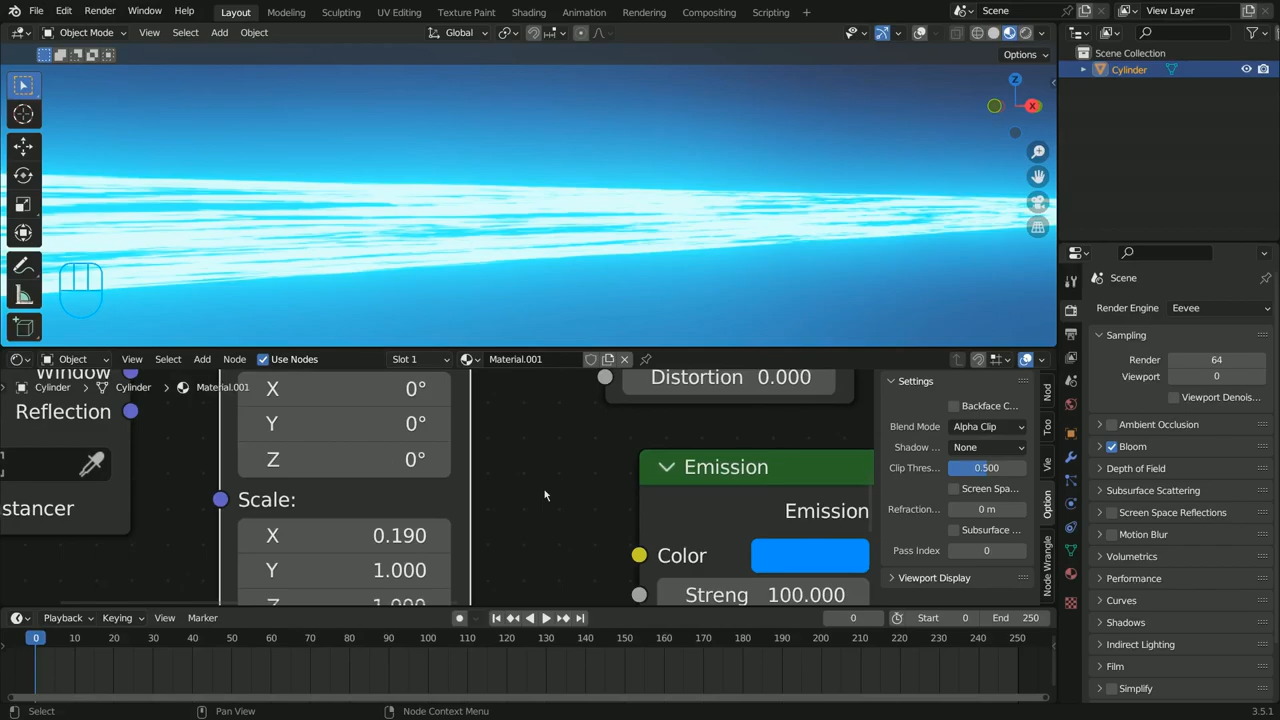 File Edit Render Window Help Layout Modeling Sculpting UV Editing Texture Paint Shading Animation Rendering Compositing Scripting + Scene View Layer
Object Mode View Select Add Object Global
Options
Z
X
Scene Collection
Cylinder
Scene
Render Engine Eevee
Sampling
Render 64
Viewport 0
Viewport Denois...
Ambient Occlusion
Bloom
Depth of Field
Subsurface Scattering
Screen Space Reflections
Motion Blur
Volumetrics
Performance
Curves
Shadows
Indirect Lighting
Film
Simplify
Object View Select Add Node Use Nodes Slot 1 Material.001
Cylinder Cylinder Material.001
Window
Reflection
stancer
X 0°
Y 0°
Z 0°
Scale:
X 0.190
Y 1.000
Distortion 0.000
Emission
Emission
Color
Streng 100.000
Settings
Backface C...
Blend Mode Alpha Clip
Shadow ... None
Clip Thres... 0.500
Screen Spa...
Refraction... 0 m
Subsurface ...
Pass Index 0
Viewport Display
Nod
Too
Vie
Option
Node Wrangle
Playback Keying View Marker 0 Start 0 End 250
0 10 20 30 40 50 60 70 80 90 100 110 120 130 140 150 160 170 180 190 200 210 220 230 240 250
Select Pan View Node Context Menu 3.5.1